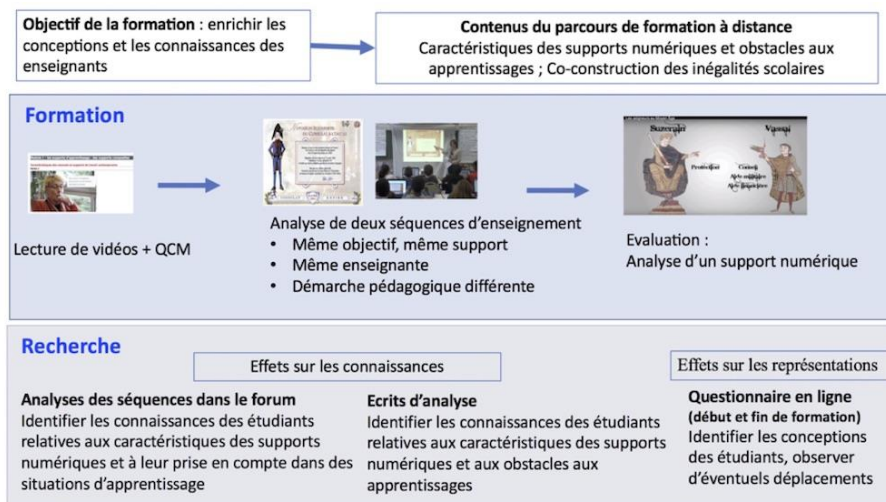 Objectif de la formation : enrichir les
conceptions et les connaissances des
enseignants
Contenus du parcours de formation à distance
Caractéristiques des supports numériques et obstacles aux
apprentissages ; Co-construction des inégalités scolaires
Formation
Lecture de vidéos + QCM
Analyse de deux séquences d'enseignement
• Même objectif, même support
• Même enseignante
• Démarche pédagogique différente
Suzerain
Vassal
Protection
Conseil
Aide militaire
Aide financière
Evaluation :
Analyse d'un support numérique
Recherche
Effets sur les connaissances
Effets sur les représentations
Analyses des séquences dans le forum
Identifier les connaissances des étudiants
relatives aux caractéristiques des supports
numériques et à leur prise en compte dans des
situations d'apprentissage
Ecrits d'analyse
Identifier les connaissances des étudiants
relatives aux caractéristiques des supports
numériques et aux obstacles aux
apprentissages
Questionnaire en ligne
(début et fin de formation)
Identifier les conceptions
des étudiants, observer
d'éventuels déplacements